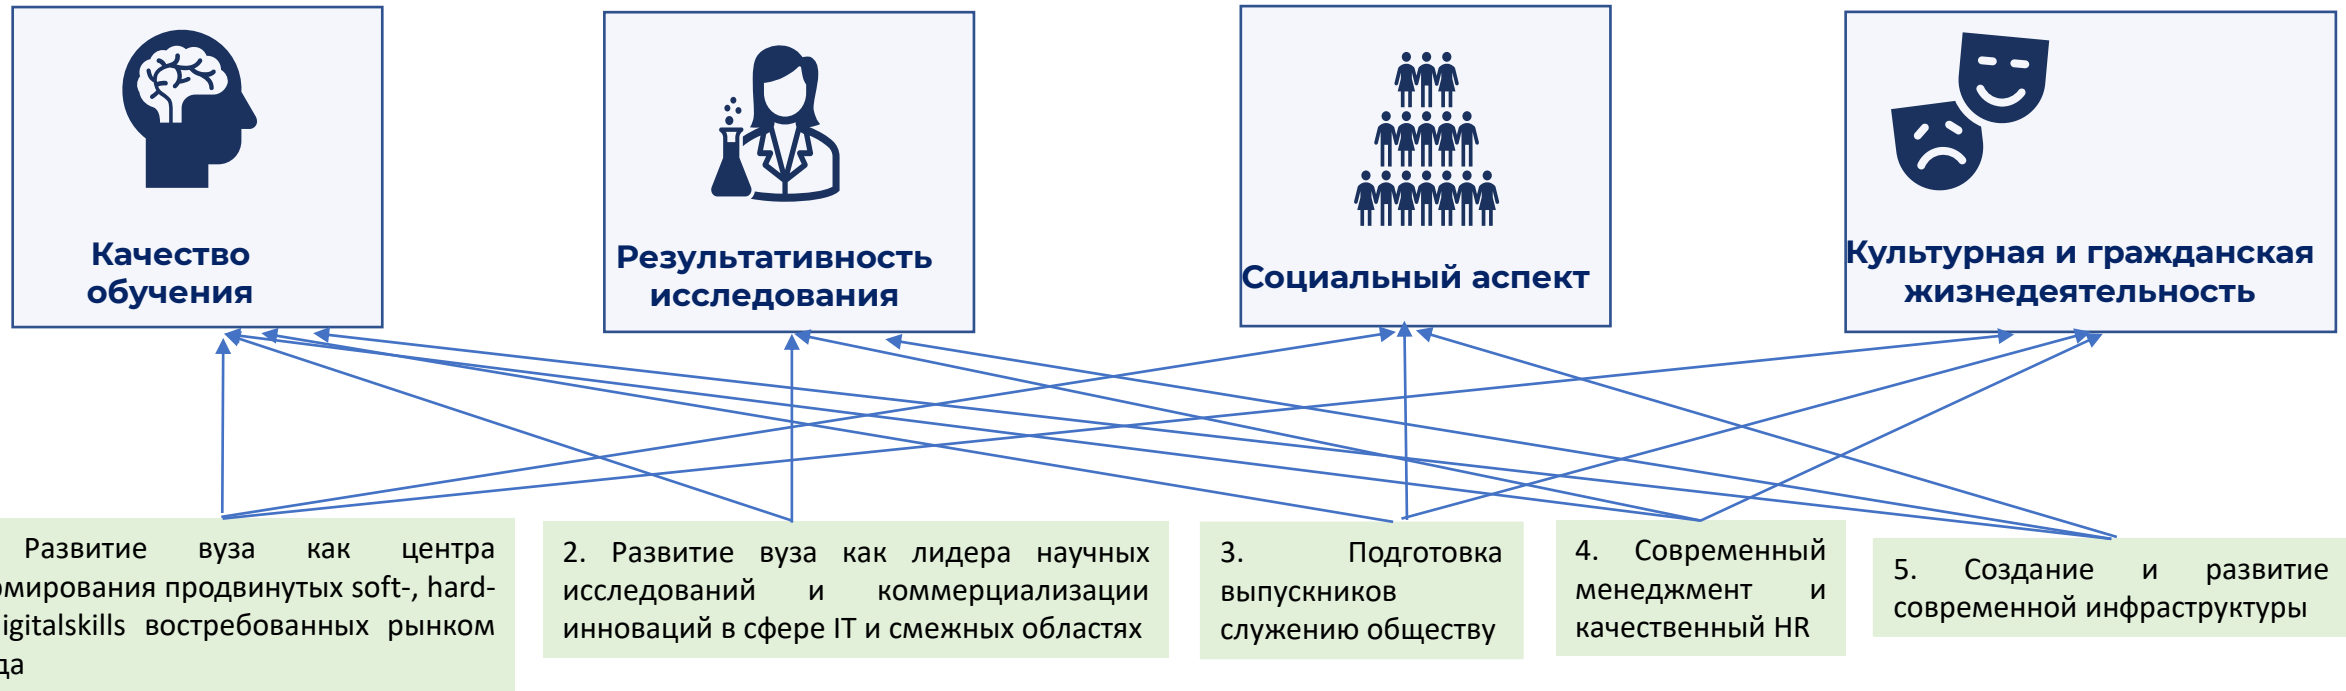 Качество
обучения
Результативность
исследования
Социальный аспект
Культурная и гражданская
жизнедеятельность
Развитие вуза как центра
продвинутых soft-, hard-
востребованных рынком
2. Развитие вуза как лидера научных
исследований и коммерциализации
инноваций в сфере IT и смежных областях
3. Подготовка
выпускников
служению обществу
4. Современный
менеджмент и
качественный HR
5. Создание и развитие
современной инфраструктуры